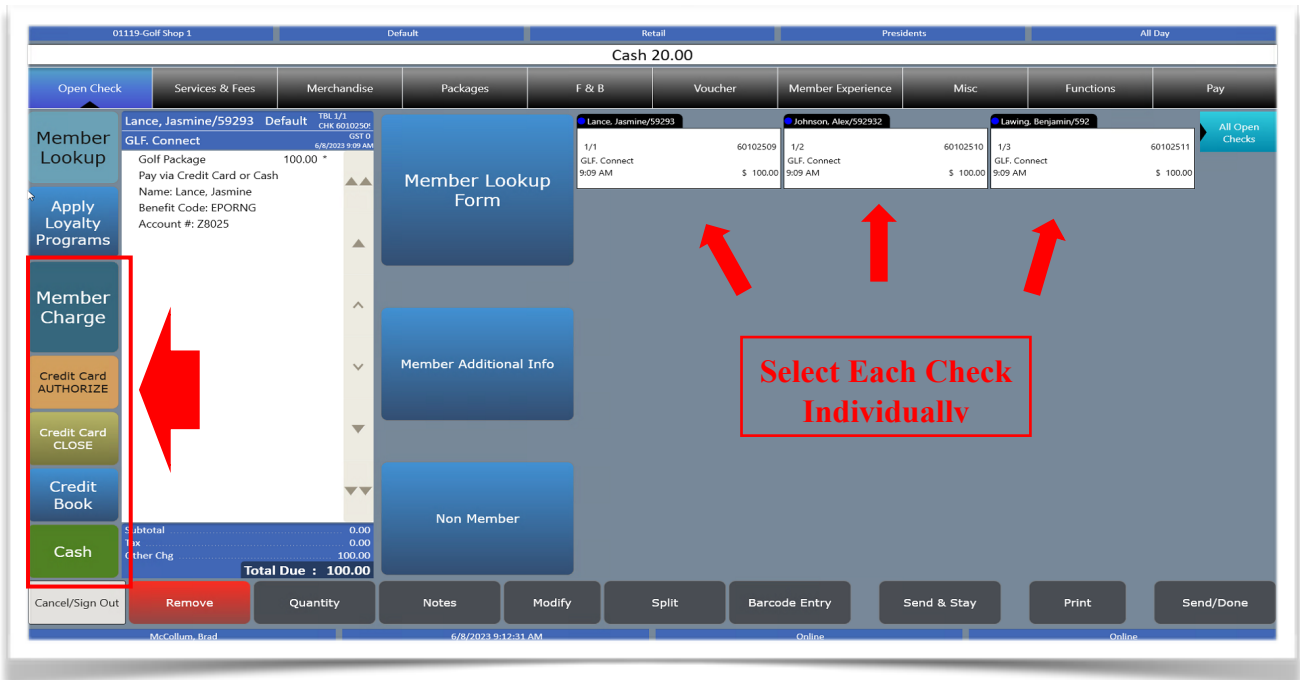 01119-Golf Shop 1 Default Retail Presidents All Day
Cash 20.00
Open Check Services & Fees Merchandise Packages F & B Voucher Member Experience Misc Functions Pay
Member
Lookup
Apply
Loyalty
Programs
Member
Charge
Credit Card
AUTHORIZE
Credit Card
CLOSE
Credit
Book
Cash
Lance, Jasmine/59293 Default TBL 1/1
CHK 6010250
GLF. Connect GST 0
6/8/2023 9:09 AM
Golf Package 100.00 *
Pay via Credit Card or Cash
Name: Lance, Jasmine
Benefit Code: EPORNG
Account #: Z8025
Subtotal 0.00
Tax 0.00
Other Chg 100.00
Total Due : 100.00
Member Lookup
Form
Member Additional Info
Non Member
Lance, Jasmine/59293
1/1 60102509
GLF. Connect
9:09 AM $ 100.00
Johnson, Alex/592932
1/2 60102510
GLF. Connect
9:09 AM $ 100.00
Lawing, Benjamin/592
1/3 60102511
GLF. Connect
9:09 AM $ 100.00
All Open
Checks
Select Each Check
Individually
Cancel/Sign Out Remove Quantity Notes Modify Split Barcode Entry Send & Stay Print Send/Done
McCollum, Brad 6/8/2023 9:12:31 AM Online Online